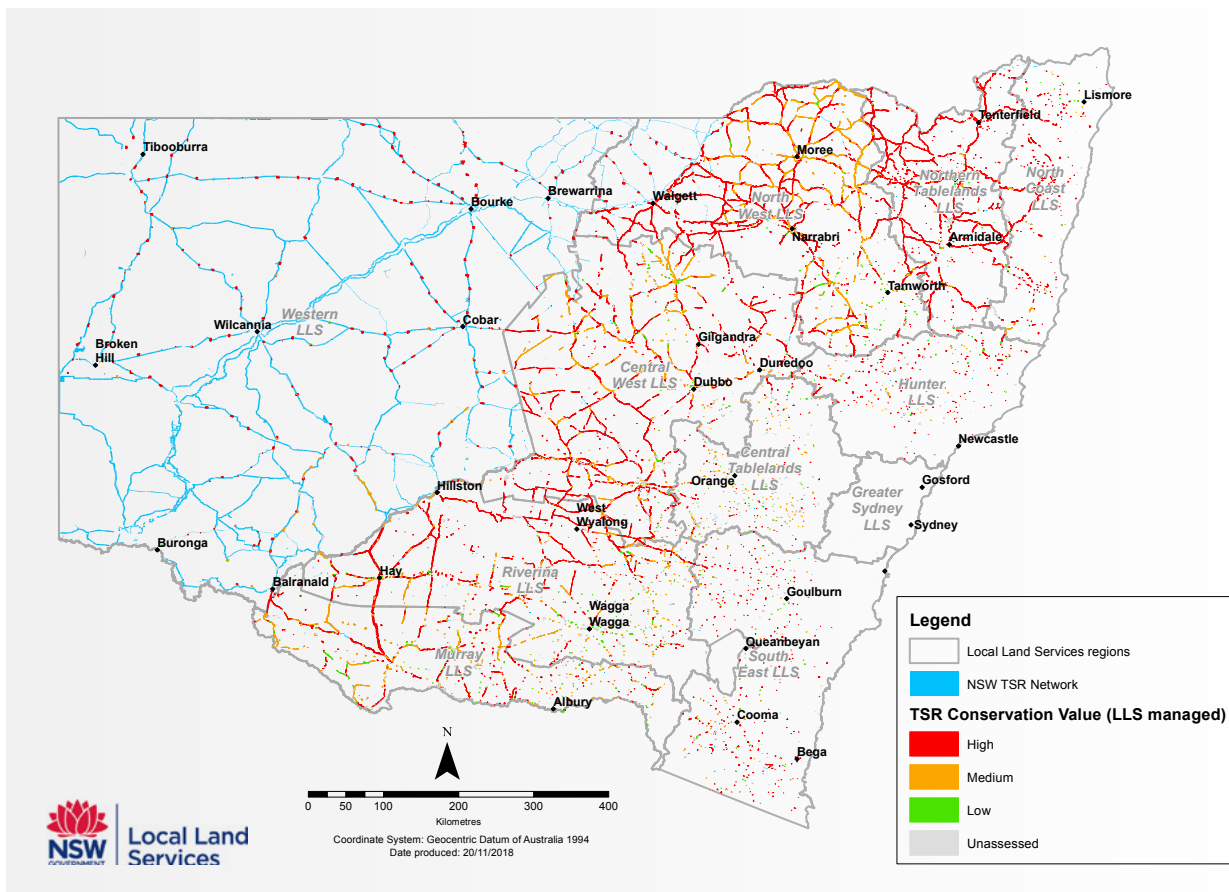 Lismore
Tenterfield
Tibooburra
Moree
Northern
Tablelands
LLS
North
Coast
LLS
Brewarrina
Walgett
Bourke
North
West LLS
Narrabri
Armidale
Tamworth
Western
LLS
Wilcannia
Cobar
Broken
Hill
Gilgandra
Central
West LLS
Dunedoo
Dubbo
Hunter
LLS
Newcastle
Central
Tablelands
LLS
Orange
Gosford
Greater
Sydney
LLS
Hillston
West
Wyalong
Sydney
Buronga
Hay
Riverina
LLS
Balranald
Goulburn
Wagga
Wagga
Queanbeyan
South
East LLS
Murray
LLS
Albury
Cooma
Bega
Legend
Local Land Services regions
NSW TSR Network
TSR Conservation Value (LLS managed)
High
Medium
Low
Unassessed
N
0 25 50 100 200 300 400
Kilometres
Coordinate System: Geocentric Datum of Australia 1994
Date produced: 20/11/2018
NSW
GOVERNMENT
Local Land
Services